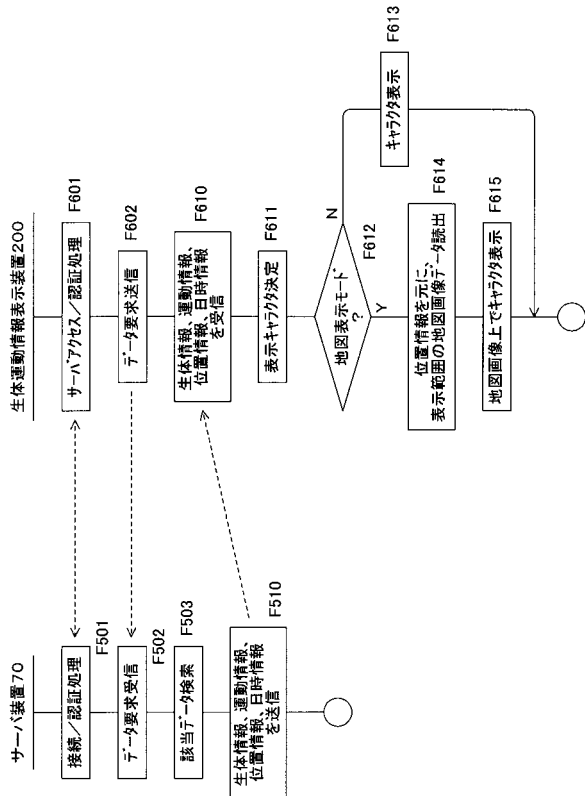 サーバ装置70
接続／認証処理
F501
データ要求受信
F502
該当データ検索
F503
生体情報、運動情報、
位置情報、日時情報
を送信
F510
生体運動情報表示装置200
サーバアクセス／認証処理
F601
データ要求送信
F602
生体情報、運動情報、
位置情報、日時情報
を受信
F610
表示キャラクタ決定
F611
地図表示モード
?
F612
N
Y
キャラクタ表示
F613
位置情報を元に、
表示範囲の地図画像データ読出
F614
地図画像上でキャラクタ表示
F615